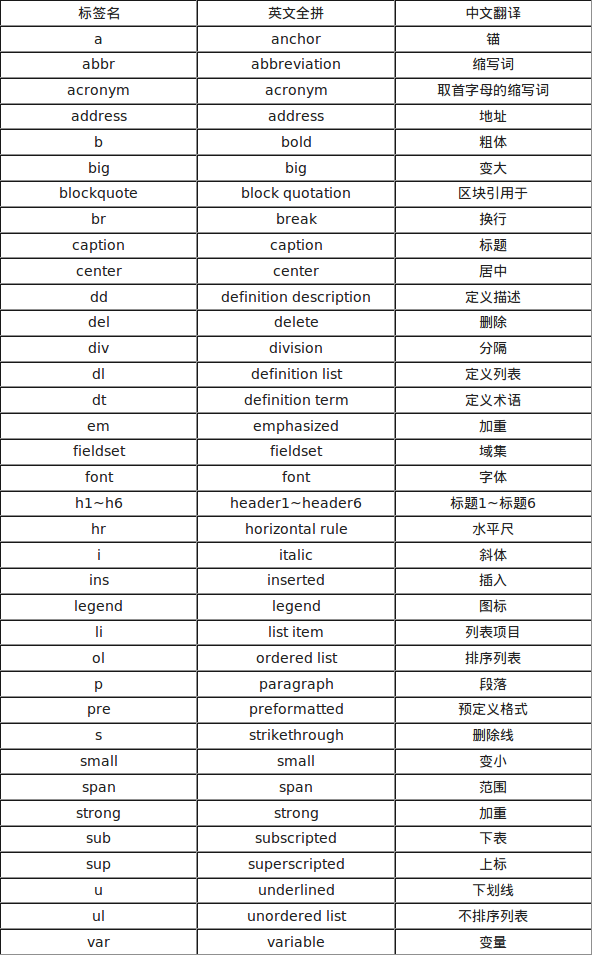 标签名 英文全拼 中文翻译
a anchor 锚
abbr abbreviation 缩写词
acronym acronym 取首字母的缩写词
address address 地址
b bold 粗体
big big 变大
blockquote block quotation 区块引用于
br break 换行
caption caption 标题
center center 居中
dd definition description 定义描述
del delete 删除
div division 分隔
dl definition list 定义列表
dt definition term 定义术语
em emphasized 加重
fieldset fieldset 域集
font font 字体
h1~h6 header1~header6 标题1~标题6
hr horizontal rule 水平尺
i italic 斜体
ins inserted 插入
legend legend 图标
li list item 列表项目
ol ordered list 排序列表
p paragraph 段落
pre preformatted 预定义格式
s strikethrough 删除线
small small 变小
span span 范围
strong strong 加重
sub subscripted 下表
sup superscripted 上标
u underlined 下划线
ul unordered list 不排序列表
var variable 变量